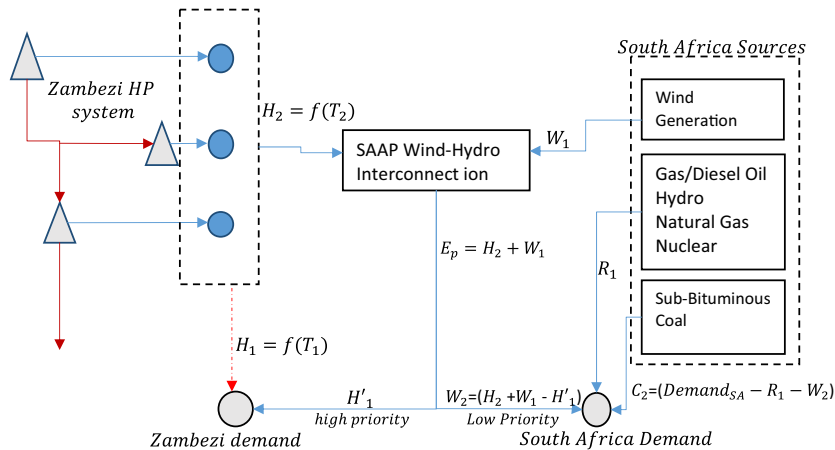 South Africa Sources
Zambezi HP
system
H₂ = f(T₂)
Wind
Generation
W₁
SAAP Wind-Hydro
Interconnect ion
Gas/Diesel Oil
Hydro
Natural Gas
Nuclear
Eₚ = H₂ + W₁
R₁
Sub-Bituminous
Coal
H₁ = f(T₁)
H′₁
high priority
W₂=(H₂ +W₁ - H′₁)
Low Priority
C₂=(Demand_SA − R₁ − W₂)
Zambezi demand
South Africa Demand